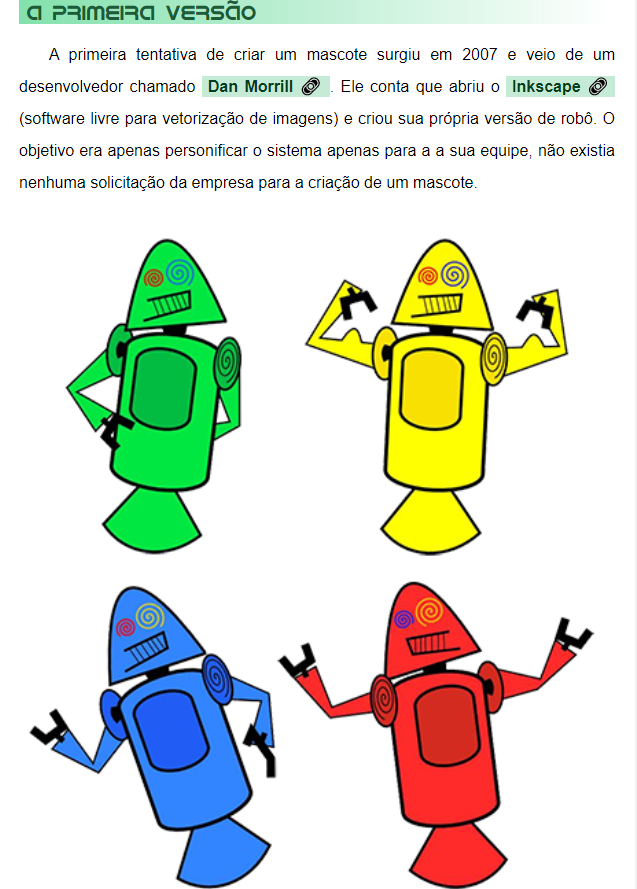 A PRIMEIRA VERSÃO
A primeira tentativa de criar um mascote surgiu em 2007 e veio de um
desenvolvedor chamado Dan Morrill . Ele conta que abriu o Inkscape
(software livre para vetorização de imagens) e criou sua própria versão de robô. O
objetivo era apenas personificar o sistema apenas para a a sua equipe, não existia
nenhuma solicitação da empresa para a criação de um mascote.